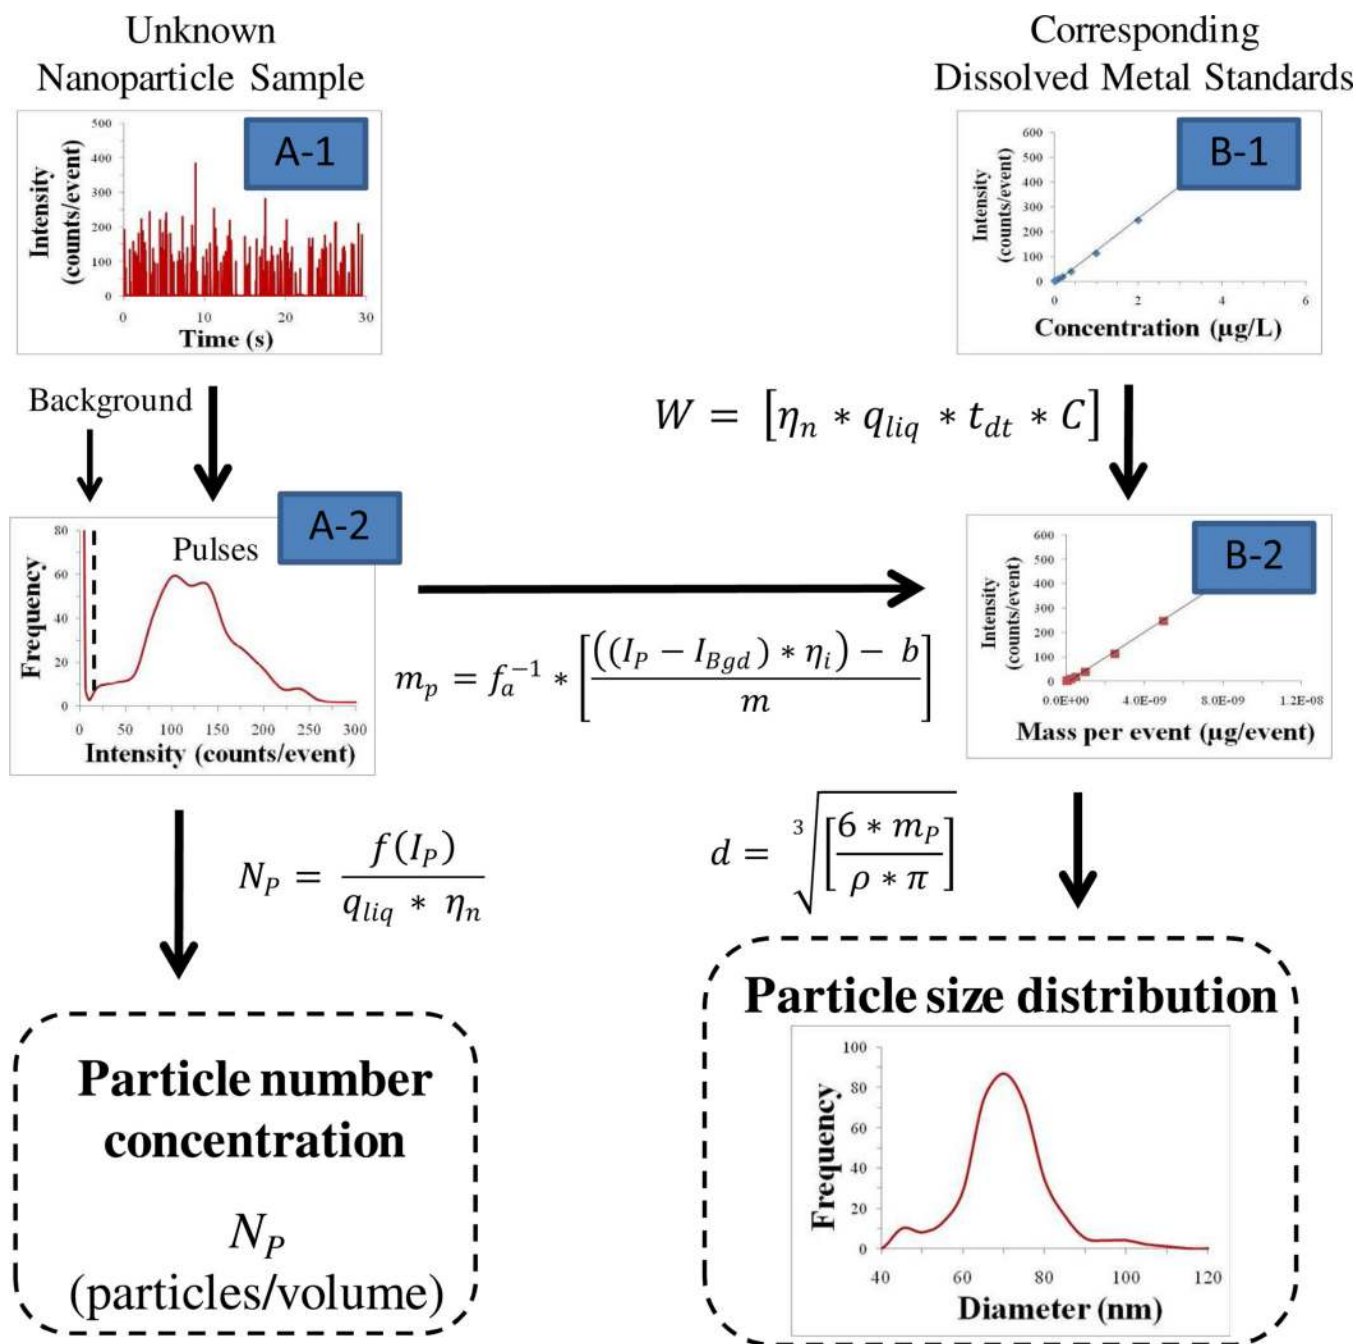 Unknown
Nanoparticle Sample
Corresponding
Dissolved Metal Standards
A-1
Intensity
(counts/event)
500
400
300
200
100
0
0 10 20 30
Time (s)
B-1
Intensity
(counts/event)
600
500
400
300
200
100
0
0 2 4 6
Concentration (µg/L)
Background
W = [η_n * q_liq * t_dt * C]
A-2
Pulses
Frequency
80
60
40
20
0
0 50 100 150 200 250 300
Intensity (counts/event)
m_p = f_a^{-1} * [(((I_P − I_Bgd) * η_i) − b) / m]
B-2
Intensity
(counts/event)
600
500
400
300
200
100
0
0.0E+00 4.0E-09 8.0E-09 1.2E-08
Mass per event (µg/event)
N_P = f(I_P) / (q_liq * η_n)
d = ∛[6 * m_P / (ρ * π)]
Particle number
concentration
N_P
(particles/volume)
Particle size distribution
Frequency
100
80
60
40
20
0
40 60 80 100 120
Diameter (nm)